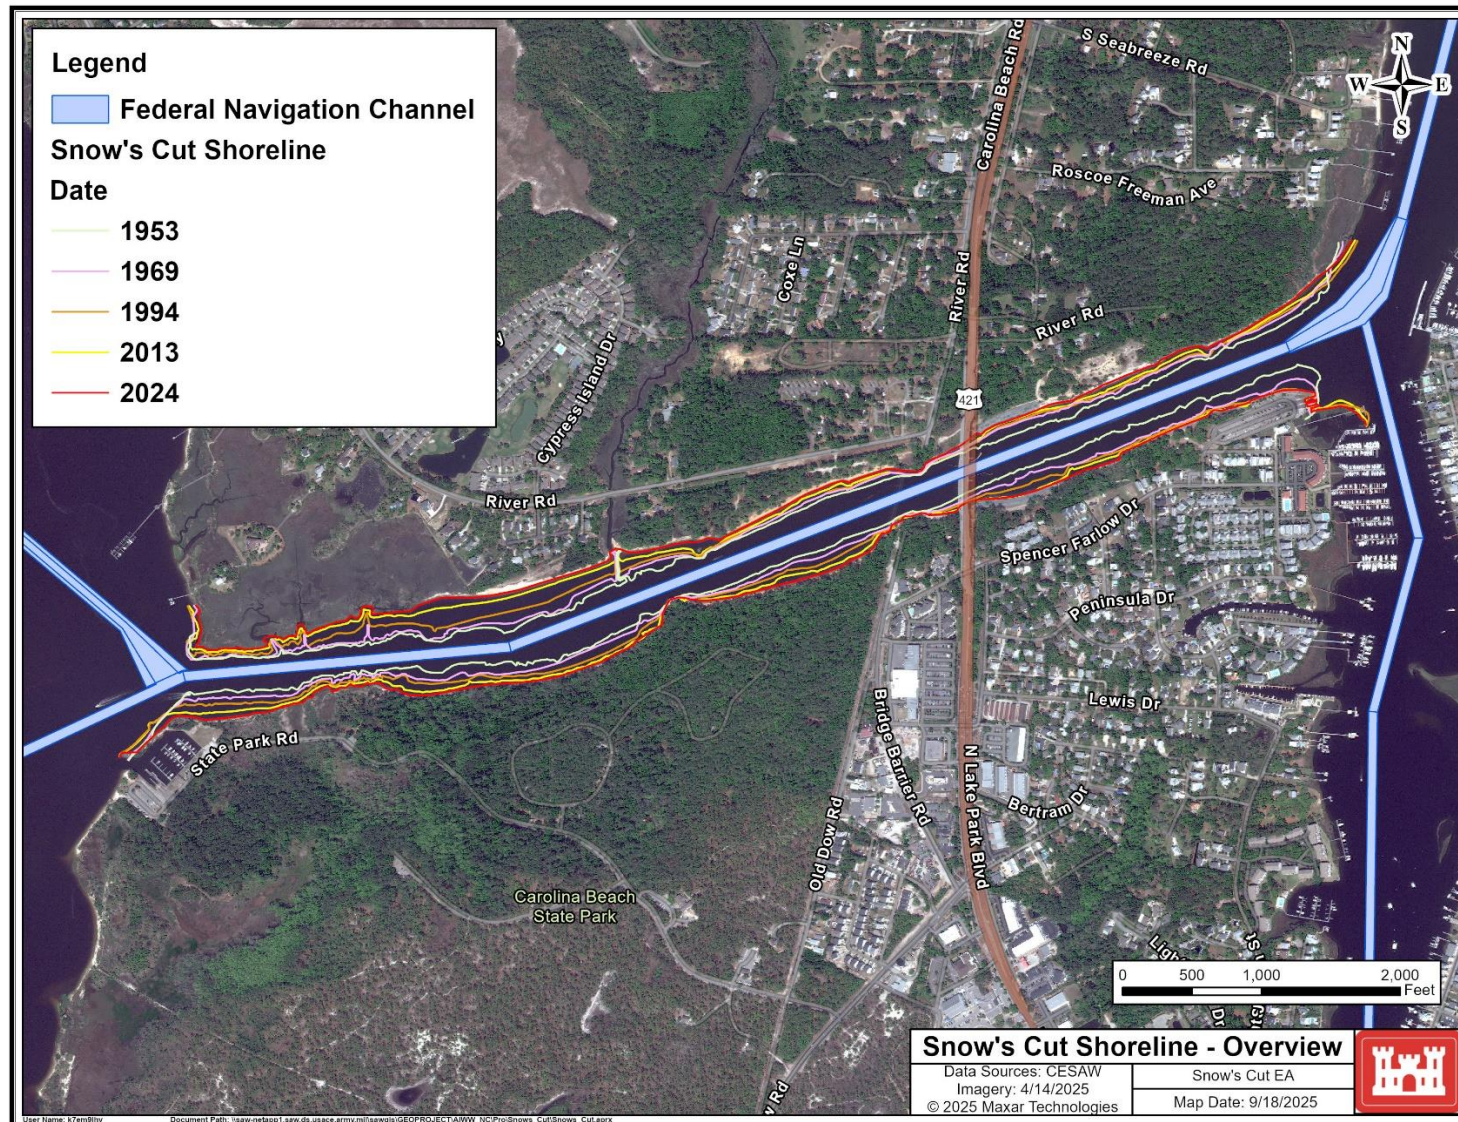 Legend
Federal Navigation Channel
Snow's Cut Shoreline
Date
1953
1969
1994
2013
2024
N
W E
S
S Seabreeze Rd
Carolina Beach Rd
Roscoe Freeman Ave
Coxe Ln
River Rd
River Rd
y
Cypress Island Dr
421
River Rd
Spencer Farlow Dr
Peninsula Dr
Lewis Dr
State Park Rd
Bridge Barrier Rd
N Lake Park Blvd
Bertram Dr
Old Dow Rd
Carolina Beach
State Park
Ligh
St
Dr
w Rd
0 500 1,000 2,000
Feet
Snow's Cut Shoreline - Overview
Data Sources: CESAW
Imagery: 4/14/2025
© 2025 Maxar Technologies
Snow's Cut EA
Map Date: 9/18/2025